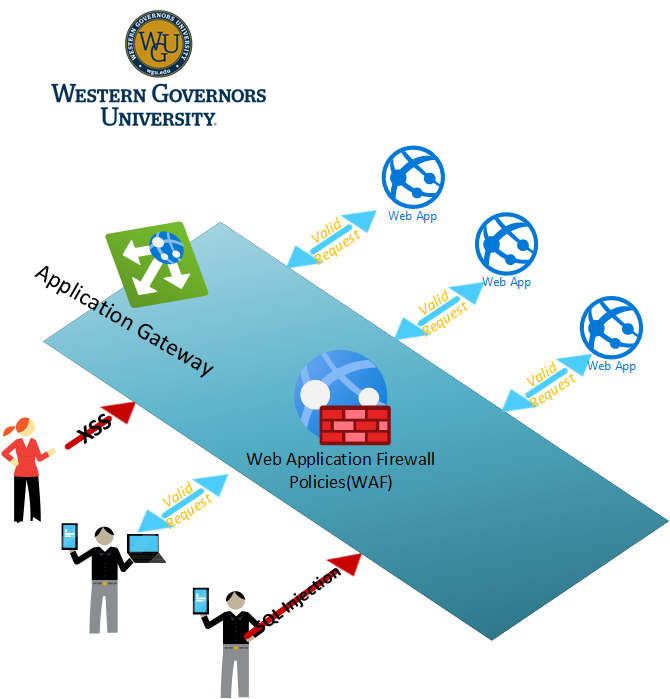 WESTERN GOVERNORS UNIVERSITY
WGU
wgu.edu
WESTERN GOVERNORS
UNIVERSITY.
Web App
Valid
Request
Web App
Valid
Request
Web App
Valid
Request
Application Gateway
Web Application Firewall
Policies(WAF)
XSS
Valid
Request
SQL Injection